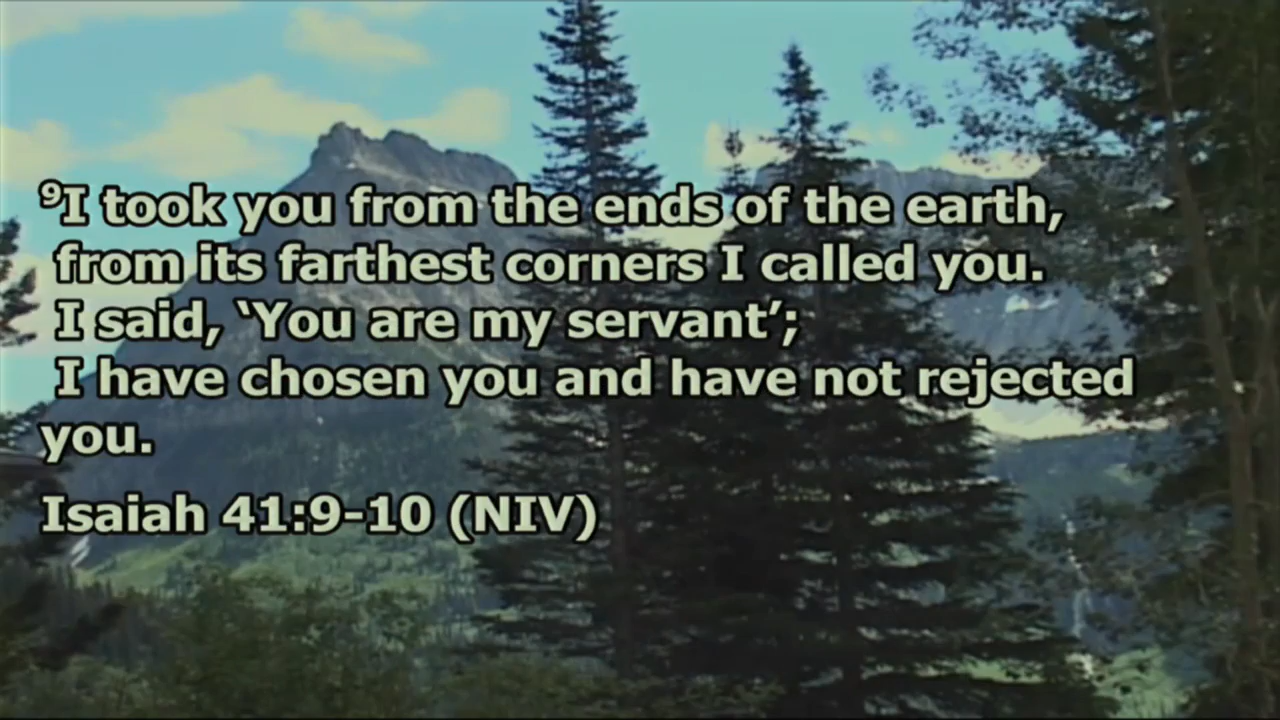 ⁹I took you from the ends of the earth,
from its farthest corners I called you.
I said, ‘You are my servant’;
I have chosen you and have not rejected
you.
Isaiah 41:9-10 (NIV)